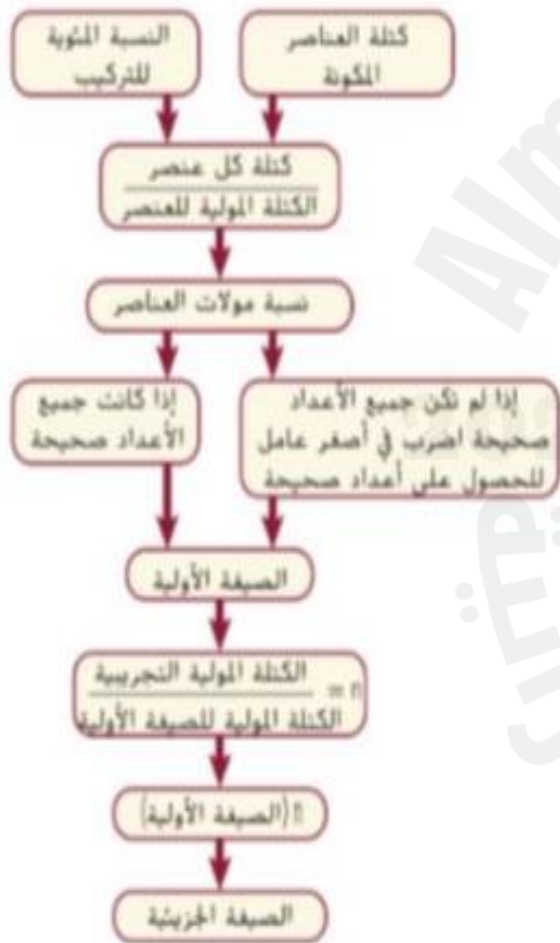 كتلة العناصر
المكونة
النسبة المئوية
للتركيب
كتلة كل عنصر
الكتلة المولية للعنصر
نسبة مولات العناصر
إذا لم تكن جميع الأعداد
صحيحة اضرب في أصغر عامل
للحصول على أعداد صحيحة
إذا كانت جميع
الأعداد صحيحة
الصيغة الأولية
n = الكتلة المولية التجريبية
الكتلة المولية للصيغة الأولية
n(الصيغة الأولية)
الصيغة الجزيئية
Alm